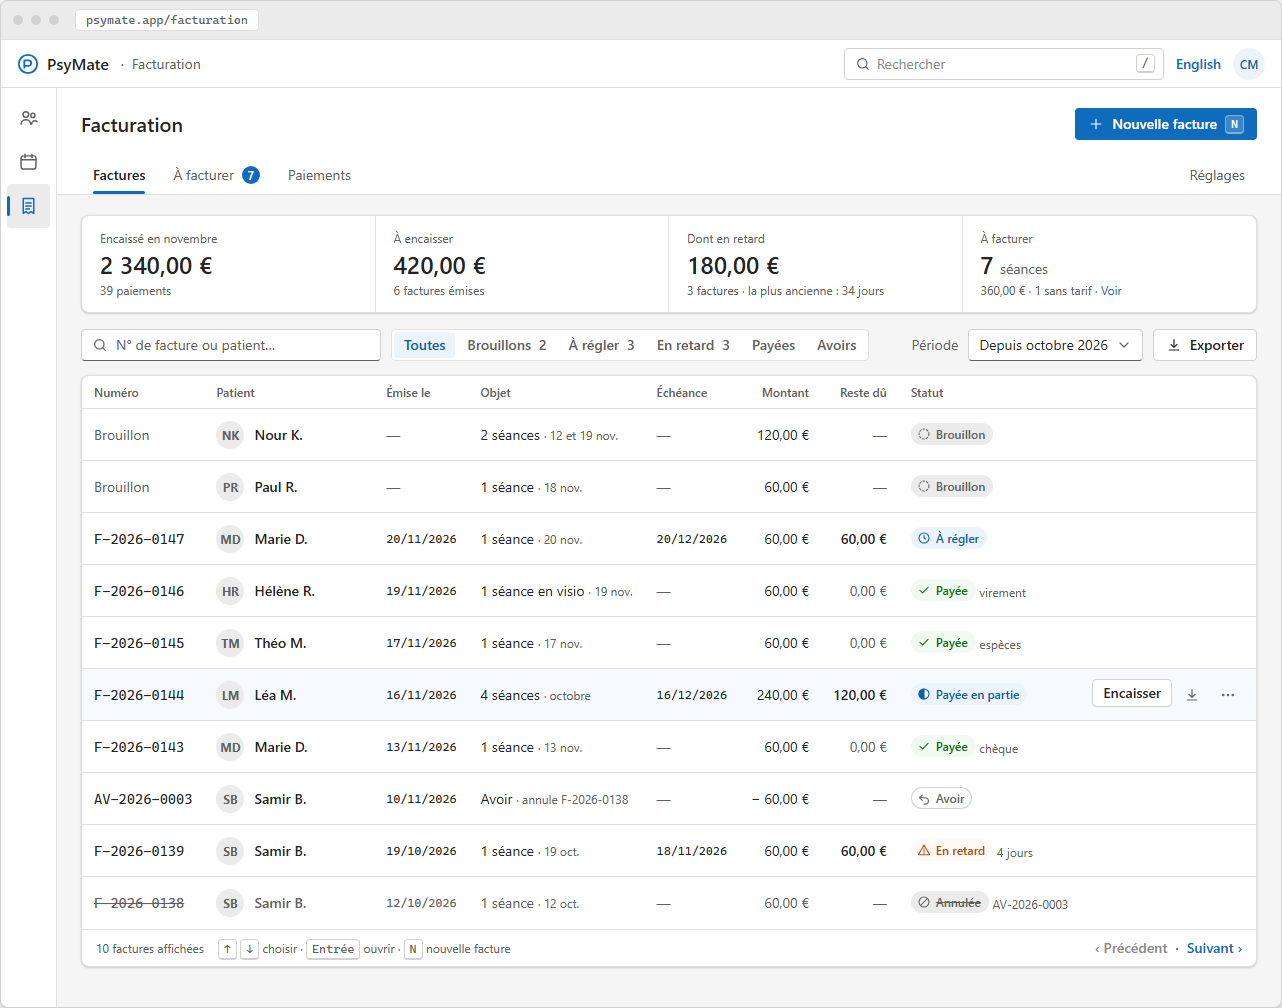 psymate.app/facturation
PsyMate · Facturation
Rechercher /
English
CM
Facturation
+ Nouvelle facture N
Factures
À facturer 7
Paiements
Réglages
Encaissé en novembre
2 340,00 €
39 paiements
À encaisser
420,00 €
6 factures émises
Dont en retard
180,00 €
3 factures · la plus ancienne : 34 jours
À facturer
7 séances
360,00 € · 1 sans tarif · Voir
N° de facture ou patient...
Toutes Brouillons 2 À régler 3 En retard 3 Payées Avoirs
Période
Depuis octobre 2026
Exporter
Numéro Patient Émise le Objet Échéance Montant Reste dû Statut
Brouillon NK Nour K. — 2 séances · 12 et 19 nov. — 120,00 € — Brouillon
Brouillon PR Paul R. — 1 séance · 18 nov. — 60,00 € — Brouillon
F-2026-0147 MD Marie D. 20/11/2026 1 séance · 20 nov. 20/12/2026 60,00 € 60,00 € À régler
F-2026-0146 HR Hélène R. 19/11/2026 1 séance en visio · 19 nov. — 60,00 € 0,00 € Payée virement
F-2026-0145 TM Théo M. 17/11/2026 1 séance · 17 nov. — 60,00 € 0,00 € Payée espèces
F-2026-0144 LM Léa M. 16/11/2026 4 séances · octobre 16/12/2026 240,00 € 120,00 € Payée en partie Encaisser ···
F-2026-0143 MD Marie D. 13/11/2026 1 séance · 13 nov. — 60,00 € 0,00 € Payée chèque
AV-2026-0003 SB Samir B. 10/11/2026 Avoir · annule F-2026-0138 — − 60,00 € — Avoir
F-2026-0139 SB Samir B. 19/10/2026 1 séance · 19 oct. 18/11/2026 60,00 € 60,00 € En retard 4 jours
F-2026-0138 SB Samir B. 12/10/2026 1 séance · 12 oct. — 60,00 € — Annulée AV-2026-0003
10 factures affichées ↑ ↓ choisir · Entrée ouvrir · N nouvelle facture
‹ Précédent · Suivant ›